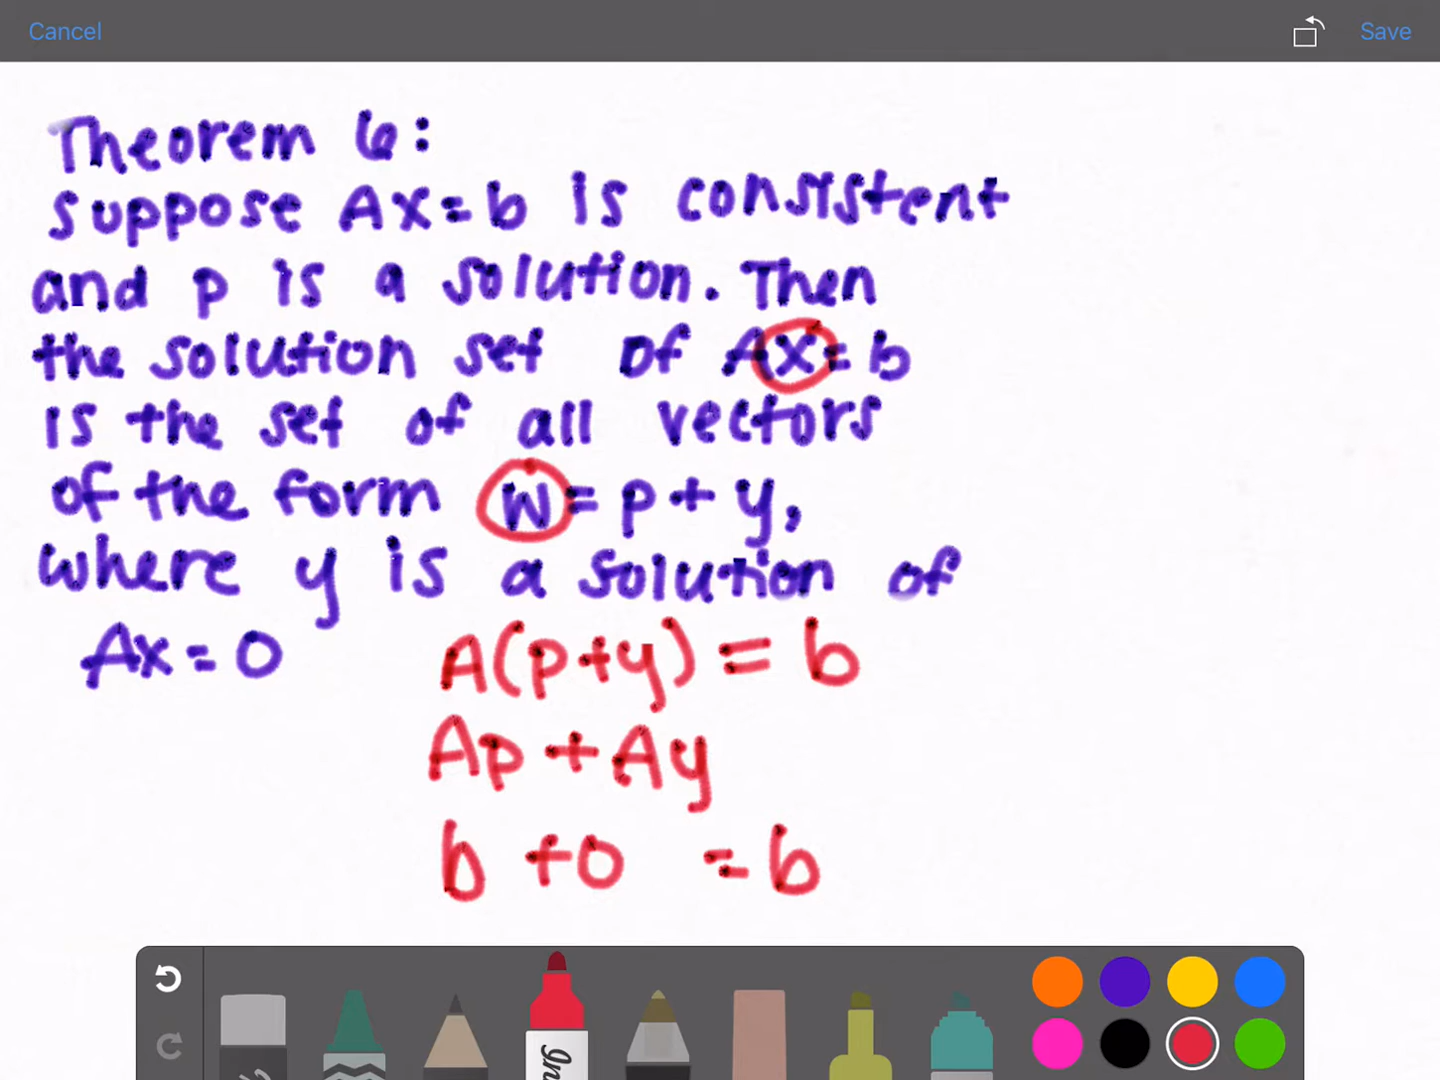 Cancel
Save
Theorem 6:
Suppose Ax=b is consistent
and p is a solution. Then
the solution set of Ax=b
is the set of all vectors
of the form w=p+y,
where y is a solution of
Ax=0
A(p+y)=b
Ap+Ay
b+0=b